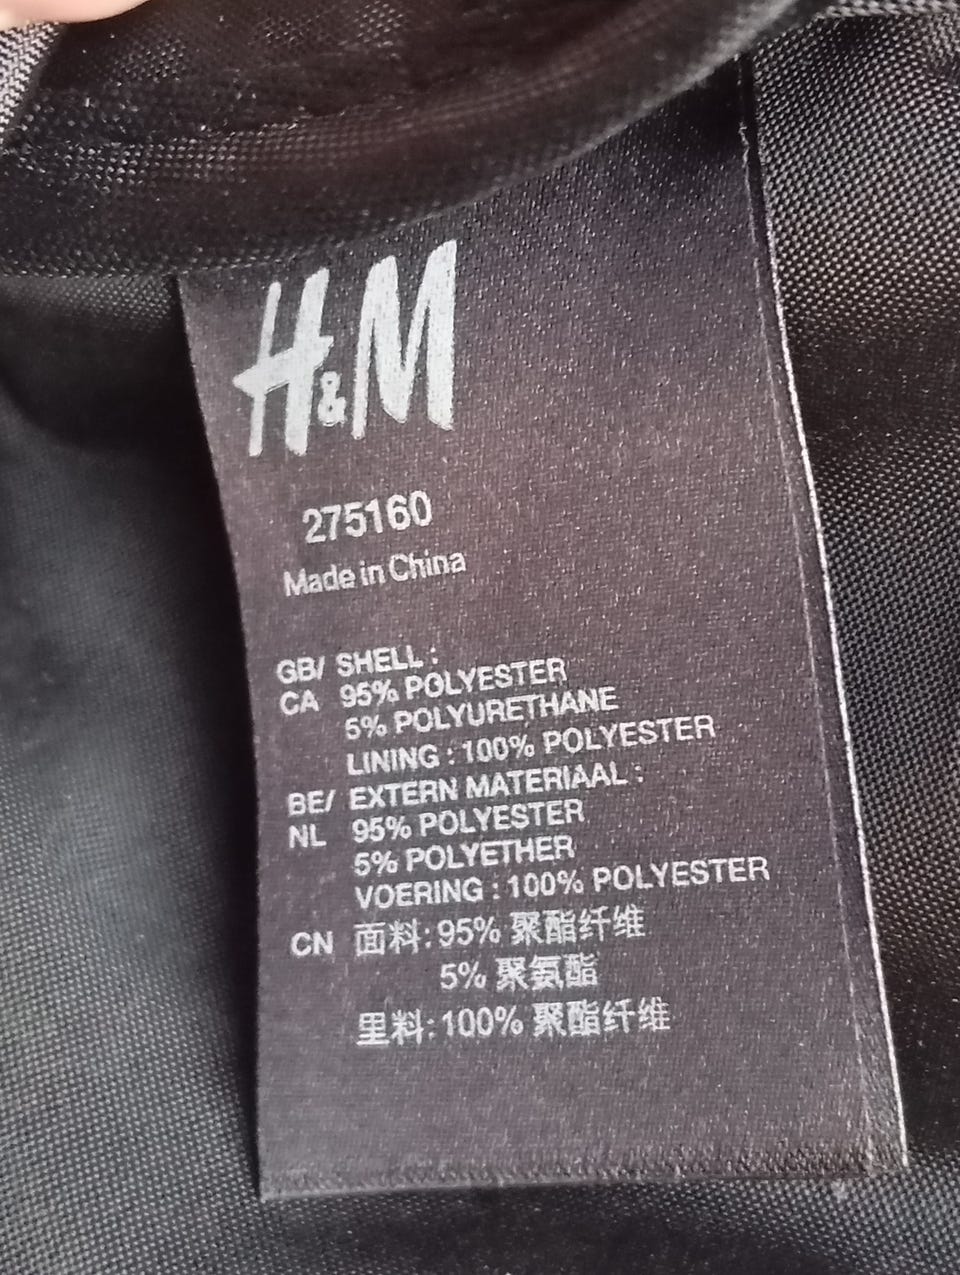 H&M
275160
Made in China
GB/ SHELL :
CA 95% POLYESTER
5% POLYURETHANE
LINING : 100% POLYESTER
BE/ EXTERN MATERIAAL :
NL 95% POLYESTER
5% POLYETHER
VOERING : 100% POLYESTER
CN 面料: 95% 聚酯纤维
5% 聚氨酯
里料: 100% 聚酯纤维